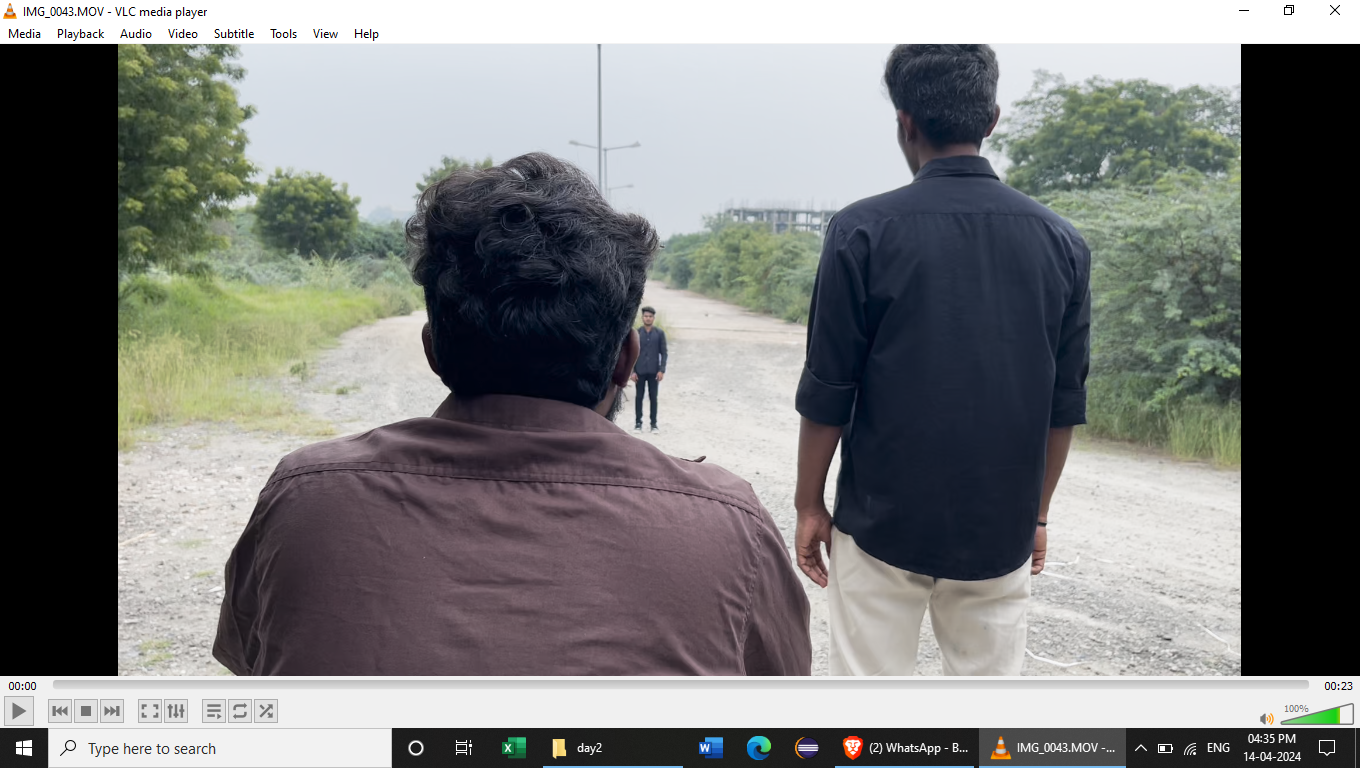 IMG_0043.MOV - VLC media player
Media Playback Audio Video Subtitle Tools View Help
00:00 00:23
100%
Type here to search
day2
(2) WhatsApp - B...
IMG_0043.MOV -...
ENG
04:35 PM
14-04-2024